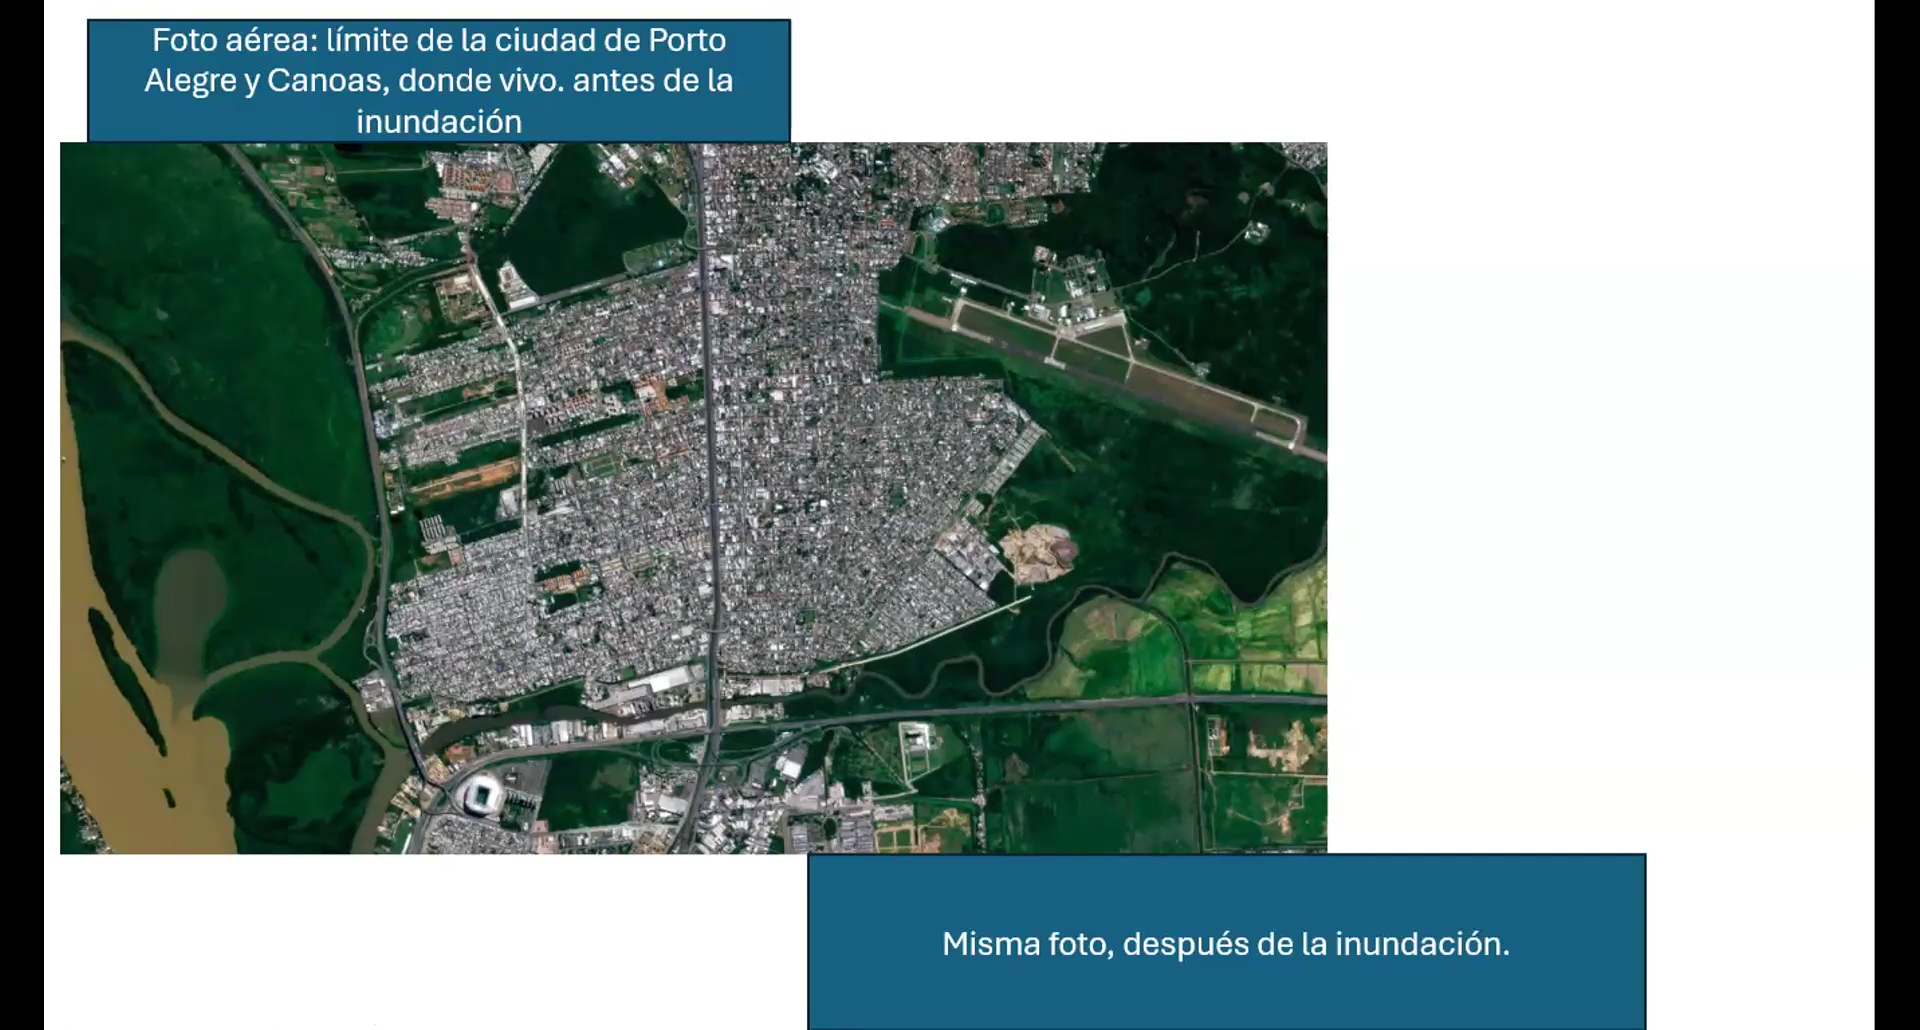 Foto aérea: límite de la ciudad de Porto
Alegre y Canoas, donde vivo. antes de la
inundación
Misma foto, después de la inundación.